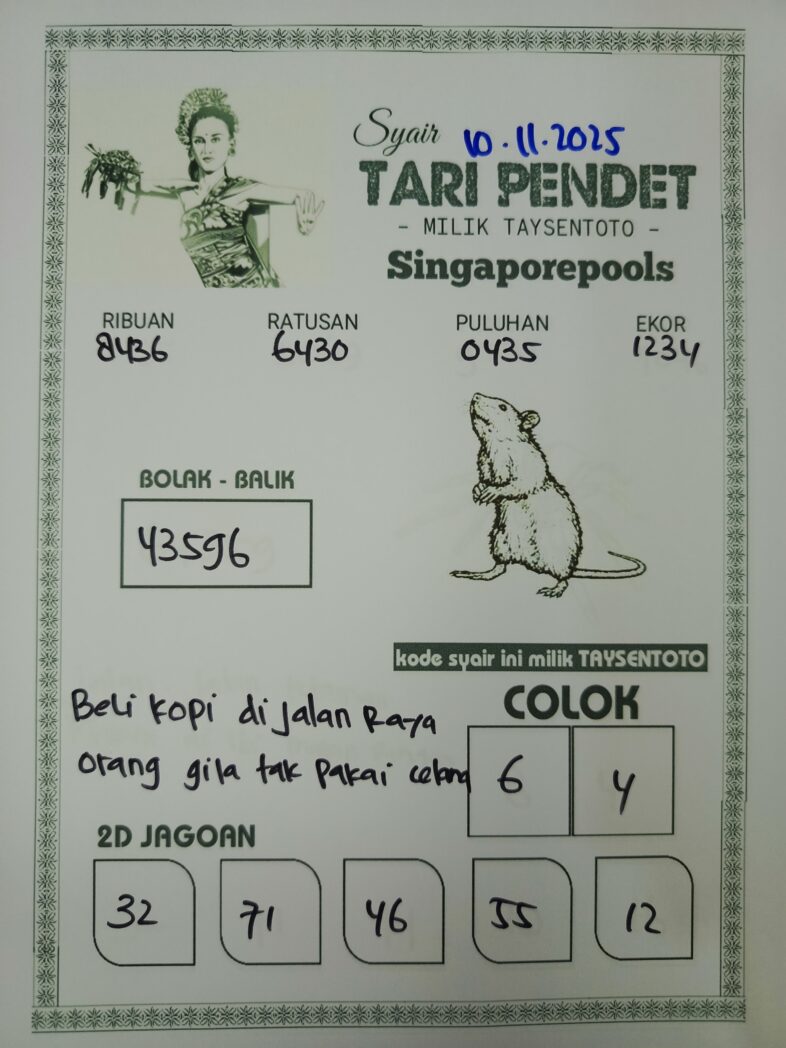 Syair 10.11.2025
TARI PENDET
- MILIK TAYSENTOTO -
Singaporepools
RIBUAN RATUSAN PULUHAN EKOR
8436 6430 0435 1234
BOLAK - BALIK
43596
kode syair ini milik TAYSENTOTO
COLOK
6 4
Beli kopi di jalan Raya
orang gila tak pakai celana
2D JAGOAN
32 71 46 55 12